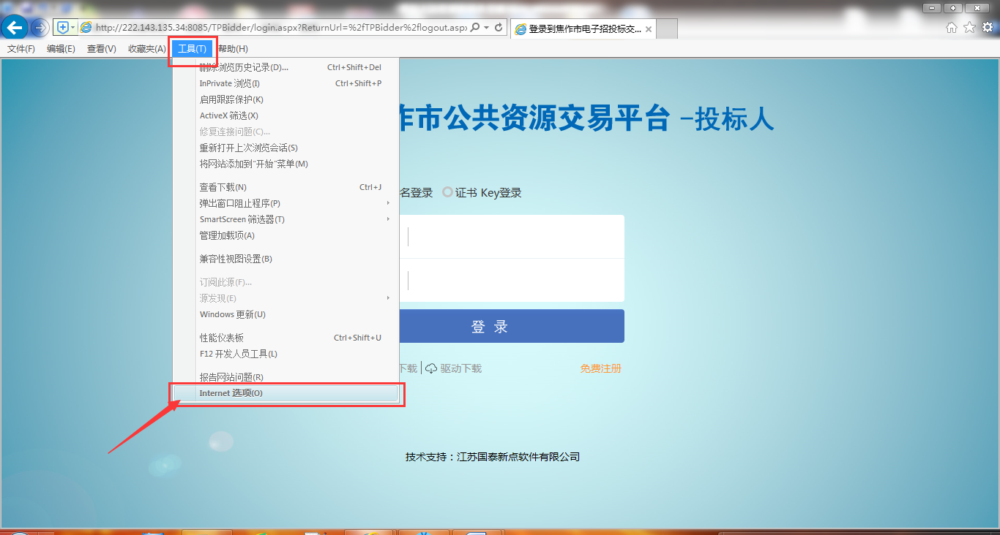 http://222.143.135.34:8085/TPBidder/login.aspx?ReturnUrl=%2fTPBidder%2flogout.aspx
登录到焦作市电子招投标交...
文件(F) 编辑(E) 查看(V) 收藏夹(A) 工具(T) 帮助(H)
删除浏览历史记录(D)... Ctrl+Shift+Del
InPrivate 浏览(I) Ctrl+Shift+P
启用跟踪保护(K)
ActiveX 筛选(X)
修复连接问题(C)...
重新打开上次浏览会话(S)
将网站添加到“开始”菜单(M)
查看下载(N) Ctrl+J
弹出窗口阻止程序(P)
SmartScreen 筛选器(T)
管理加载项(A)
兼容性视图设置(B)
订阅此源(F)...
源发现(E)
Windows 更新(U)
性能仪表板 Ctrl+Shift+U
F12 开发人员工具(L)
报告网站问题(R)
Internet 选项(O)
作市公共资源交易平台 -投标人
名登录 证书 Key登录
登 录
下载 驱动下载 免费注册
技术支持：江苏国泰新点软件有限公司